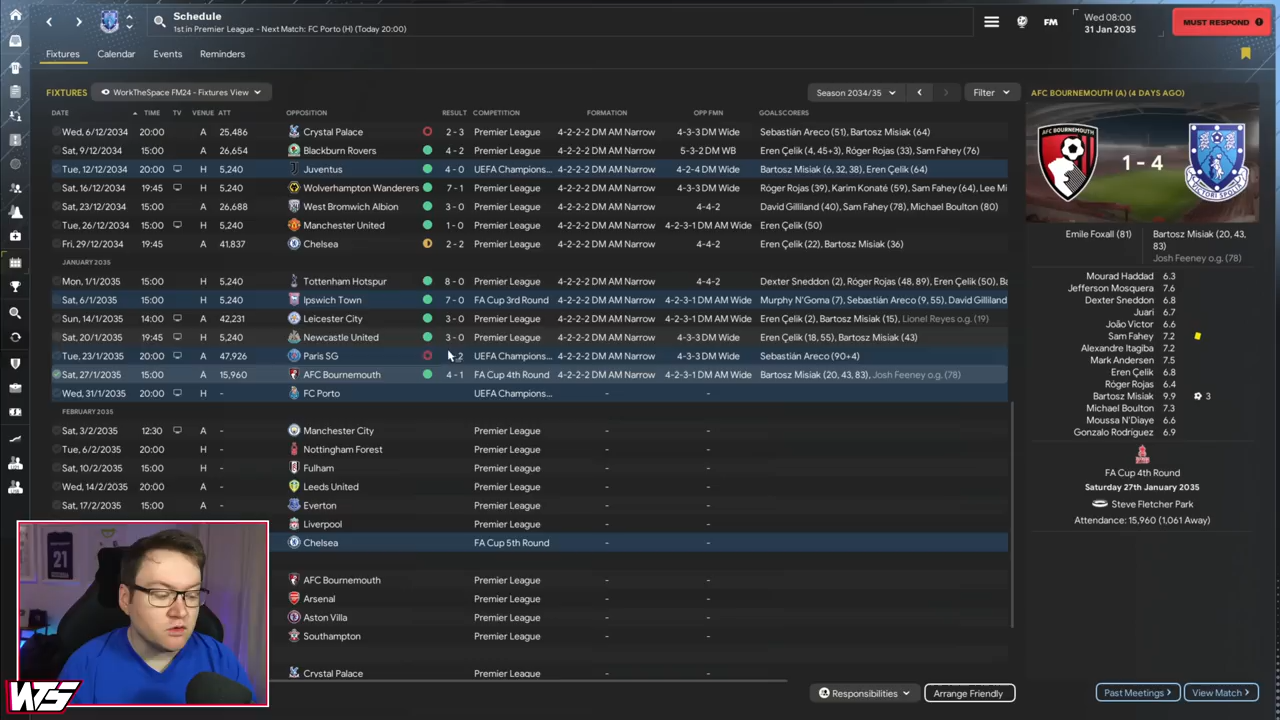 Schedule
1st in Premier League - Next Match: FC Porto (H) (Today 20:00)
FM
Wed 08:00
31 Jan 2035
MUST RESPOND
Fixtures Calendar Events Reminders
FIXTURES WorkTheSpace FM24 - Fixtures View Season 2034/35 Filter
DATE TIME TV VENUE ATT OPPOSITION RESULT COMPETITION FORMATION OPP FMN GOALSCORERS
Wed, 6/12/2034 20:00 A 25,486 Crystal Palace 2 - 3 Premier League 4-2-2-2 DM AM Narrow 4-3-3 DM Wide Sebastián Areco (51), Bartosz Misiak (64)
Sat, 9/12/2034 15:00 A 26,654 Blackburn Rovers 4 - 2 Premier League 4-2-2-2 DM AM Narrow 5-3-2 DM WB Eren Çelik (4, 45+3), Róger Rojas (33), Sam Fahey (76)
Tue, 12/12/2034 20:00 H 5,240 Juventus 4 - 0 UEFA Champions... 4-2-2-2 DM AM Narrow 4-2-4 DM Wide Bartosz Misiak (6, 32, 38), Eren Çelik (64)
Sat, 16/12/2034 19:45 H 5,240 Wolverhampton Wanderers 7 - 1 Premier League 4-2-2-2 DM AM Narrow 4-3-3 DM Wide Róger Rojas (39), Karim Konaté (59), Sam Fahey (64), Lee Mi
Sat, 23/12/2034 15:00 A 26,688 West Bromwich Albion 3 - 0 Premier League 4-2-2-2 DM AM Narrow 4-4-2 David Gilliland (40), Sam Fahey (78), Michael Boulton (80)
Tue, 26/12/2034 15:00 H 5,240 Manchester United 1 - 0 Premier League 4-2-2-2 DM AM Narrow 4-2-3-1 DM AM Wide Eren Çelik (50)
Fri, 29/12/2034 19:45 A 41,837 Chelsea 2 - 2 Premier League 4-2-2-2 DM AM Narrow 4-4-2 Eren Çelik (22), Bartosz Misiak (36)
JANUARY 2035
Mon, 1/1/2035 15:00 H 5,240 Tottenham Hotspur 8 - 0 Premier League 4-2-2-2 DM AM Narrow 4-4-2 Dexter Sneddon (2), Róger Rojas (48, 89), Eren Çelik (50), Ba
Sat, 6/1/2035 15:00 H 5,240 Ipswich Town 7 - 0 FA Cup 3rd Round 4-2-2-2 DM AM Narrow 4-2-3-1 DM AM Wide Murphy N'Goma (7), Sebastián Areco (9, 55), David Gilliland
Sun, 14/1/2035 14:00 A 42,231 Leicester City 3 - 0 Premier League 4-2-2-2 DM AM Narrow 4-2-3-1 DM AM Wide Eren Çelik (2), Bartosz Misiak (15), Lionel Reyes o.g (19)
Sat, 20/1/2035 19:45 H 5,240 Newcastle United 3 - 0 Premier League 4-2-2-2 DM AM Narrow 4-3-3 DM Wide Eren Çelik (18, 55), Bartosz Misiak (43)
Tue, 23/1/2035 20:00 A 47,926 Paris SG 2 UEFA Champions... 4-2-2-2 DM AM Narrow 4-3-3 DM Wide Sebastián Areco (90+4)
Sat, 27/1/2035 15:00 A 15,960 AFC Bournemouth 4 - 1 FA Cup 4th Round 4-2-2-2 DM AM Narrow 4-2-3-1 DM AM Wide Bartosz Misiak (20, 43, 83), Josh Feeney o.g (78)
Wed, 31/1/2035 20:00 H - FC Porto UEFA Champions... - - -
FEBRUARY 2035
Sat, 3/2/2035 12:30 A - Manchester City Premier League - - -
Tue, 6/2/2035 20:00 H - Nottingham Forest Premier League - - -
Sat, 10/2/2035 15:00 H - Fulham Premier League - - -
Wed, 14/2/2035 20:00 A - Leeds United Premier League - - -
Sat, 17/2/2035 15:00 A - Everton Premier League - - -
Liverpool Premier League - - -
Chelsea FA Cup 5th Round - - -
AFC Bournemouth Premier League - - -
Arsenal Premier League - - -
Aston Villa Premier League - - -
Southampton Premier League - - -
Crystal Palace Premier League - - -
Responsibilities Arrange Friendly
AFC BOURNEMOUTH (A) (4 DAYS AGO)
AFC BOURNEMOUTH
1 - 4
Emile Foxall (81) Bartosz Misiak (20, 43,
83)
Josh Feeney o.g (78)
Mourad Haddad 6.3
Jefferson Mosquera 7.6
Dexter Sneddon 6.8
Juari 6.7
João Victor 6.6
Sam Fahey 7.2
Alexandre Itagiba 7.2
Mark Andersen 7.5
Eren Çelik 6.8
Róger Rojas 6.4
Bartosz Misiak 9.9 3
Michael Boulton 7.3
Moussa N'Diaye 6.6
Gonzalo Rodríguez 6.9
FA Cup 4th Round
Saturday 27th January 2035
Steve Fletcher Park
Attendance: 15,960 (1,061 Away)
Past Meetings View Match
21
WTS